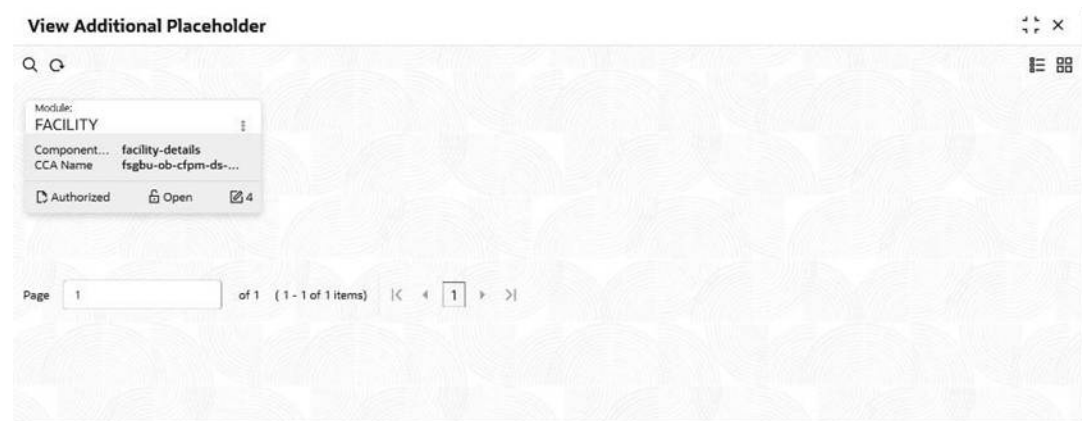 View Additional Placeholder
Module:
FACILITY
Component... facility-details
CCA Name fsgbu-ob-cfpm-ds-...
Authorized Open 4
Page 1 of 1 ( 1 - 1 of 1 items) 1